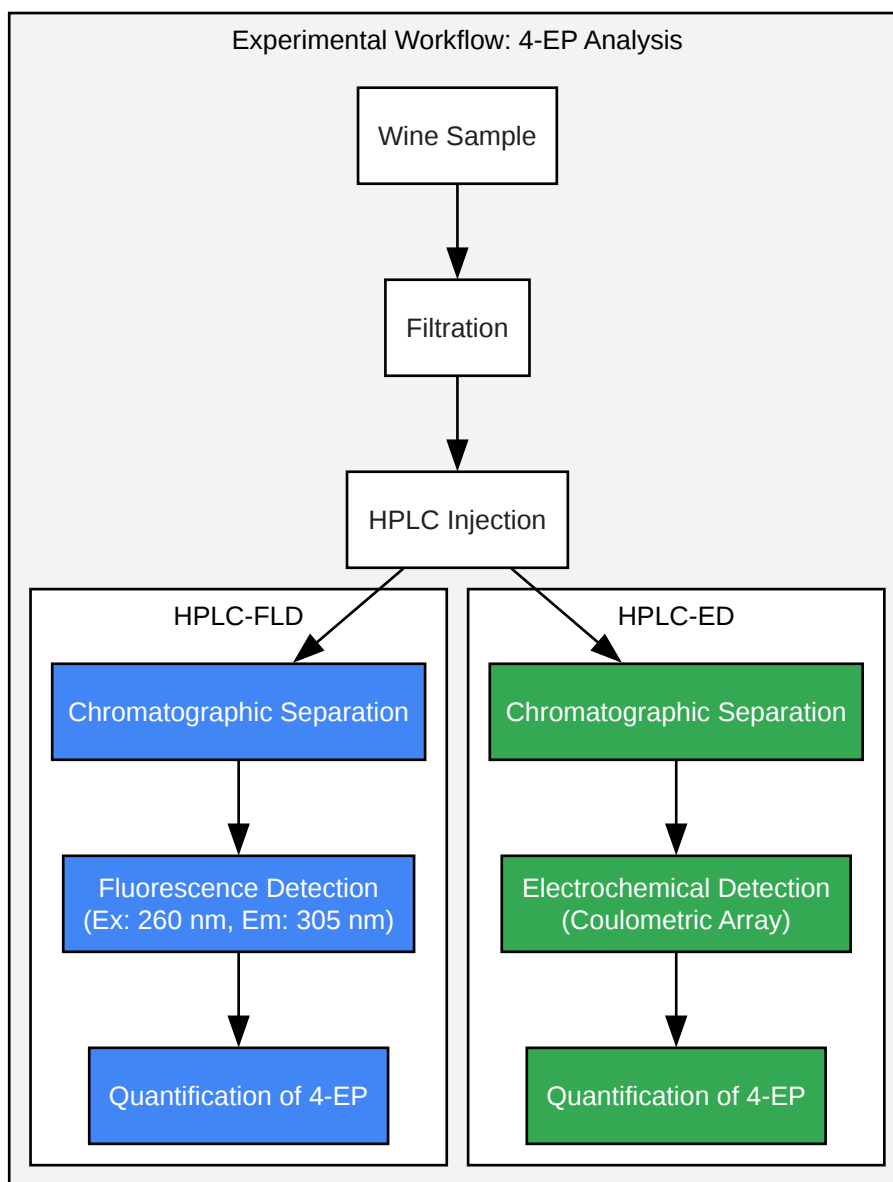 Experimental Workflow: 4-EP Analysis
Wine Sample
Filtration
HPLC Injection
HPLC-FLD
Chromatographic Separation
Fluorescence Detection
(Ex: 260 nm, Em: 305 nm)
Quantification of 4-EP
HPLC-ED
Chromatographic Separation
Electrochemical Detection
(Coulometric Array)
Quantification of 4-EP